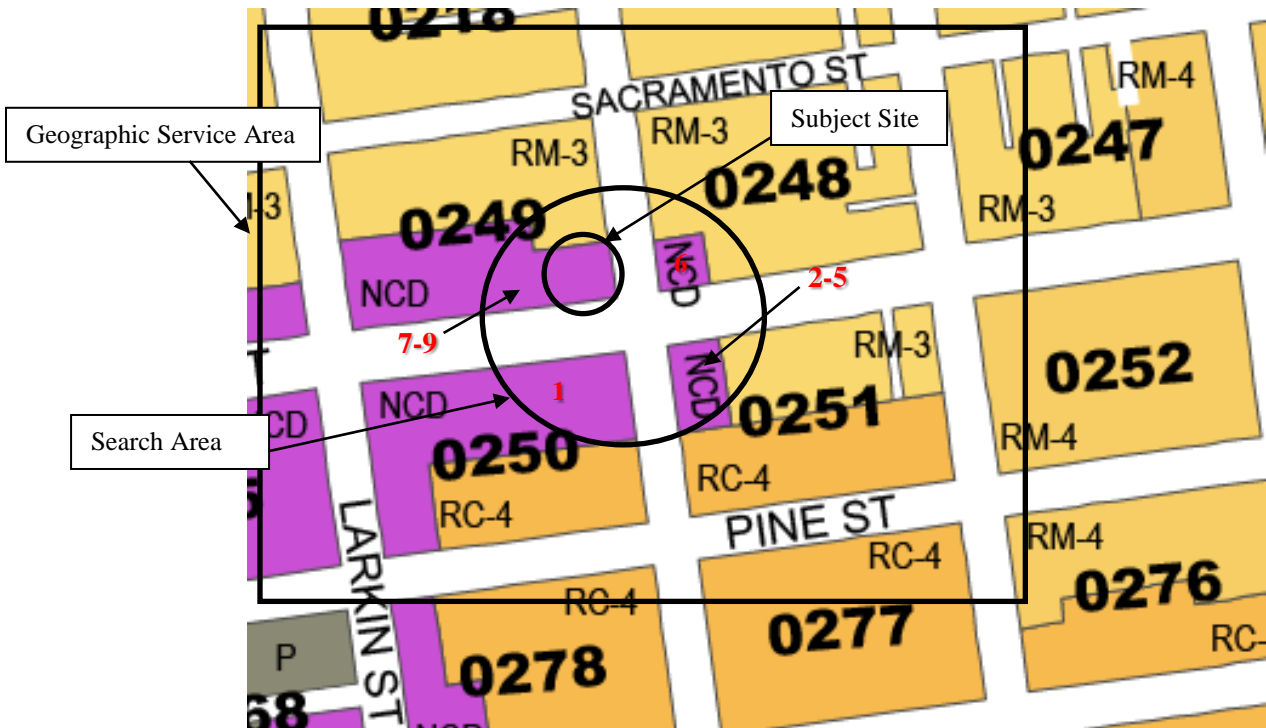 0218
SACRAMENTO ST
RM-4
Geographic Service Area
Subject Site
RM-3
RM-3
0247
0248
RM-3
0249
NCD
6
2-5
NCD
7-9
RM-3
0252
NCD
1
NCD
0251
Search Area
0250
RM-4
RC-4
RC-4
PINE ST
LARKIN ST
RC-4
RM-4
0276
RC-4
0277
P
0278
NCD